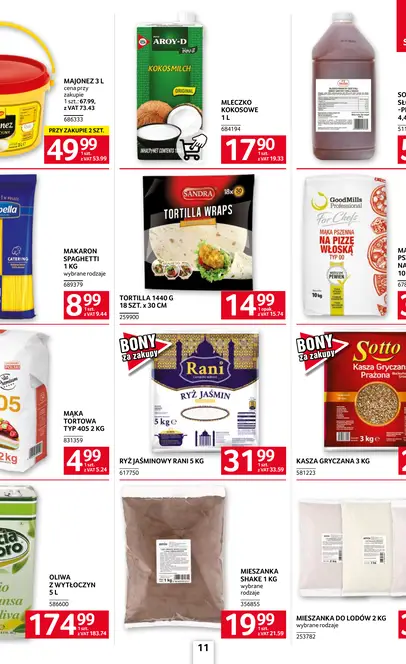 MAJONEZ 3 L
cena przy
zakupie
1 szt.: 67.99,
z VAT 73.43
686333
PRZY ZAKUPIE 2 SZT.
49.99
1 szt.
z VAT 53.99
AROY-D
KOKOSMILCH
ORIGINAL
MLECZKO
KOKOSOWE
1 L
684194
17.90
1 szt.
z VAT 19.33
CATERING
MAKARON
SPAGHETTI
1 KG
wybrane rodzaje
689379
8.99
1 szt.
z VAT 9.44
SANDRA
18x30
TORTILLA WRAPS
TORTILLA 1440 G
18 SZT. x 30 CM
259900
14.99
1 opak.
z VAT 15.74
GoodMills
Professional
For Chefs
MĄKA PSZENNA
NA PIZZĘ
WŁOSKĄ
TYP 00
10 kg
MĄKA
TORTOWA
TYP 405 2 KG
831359
4.99
1 szt.
z VAT 5.24
BONY
za zakupy
Rani
RYŻ JAŚMIN
5 kg e
RYŻ JAŚMINOWY RANI 5 KG
617750
31.99
1 szt.
z VAT 33.59
BONY
za zakupy
Sotto
Kasza Gryczana
Prażona
3 kg e
KASZA GRYCZANA 3 KG
581223
OLIWA
Z WYTŁOCZYN
5 L
586600
174.99
1 szt.
z VAT 183.74
MIESZANKA
SHAKE 1 KG
wybrane
rodzaje
356855
19.99
1 szt.
z VAT 21.59
MIESZANKA DO LODÓW 2 KG
wybrane rodzaje
253782
11